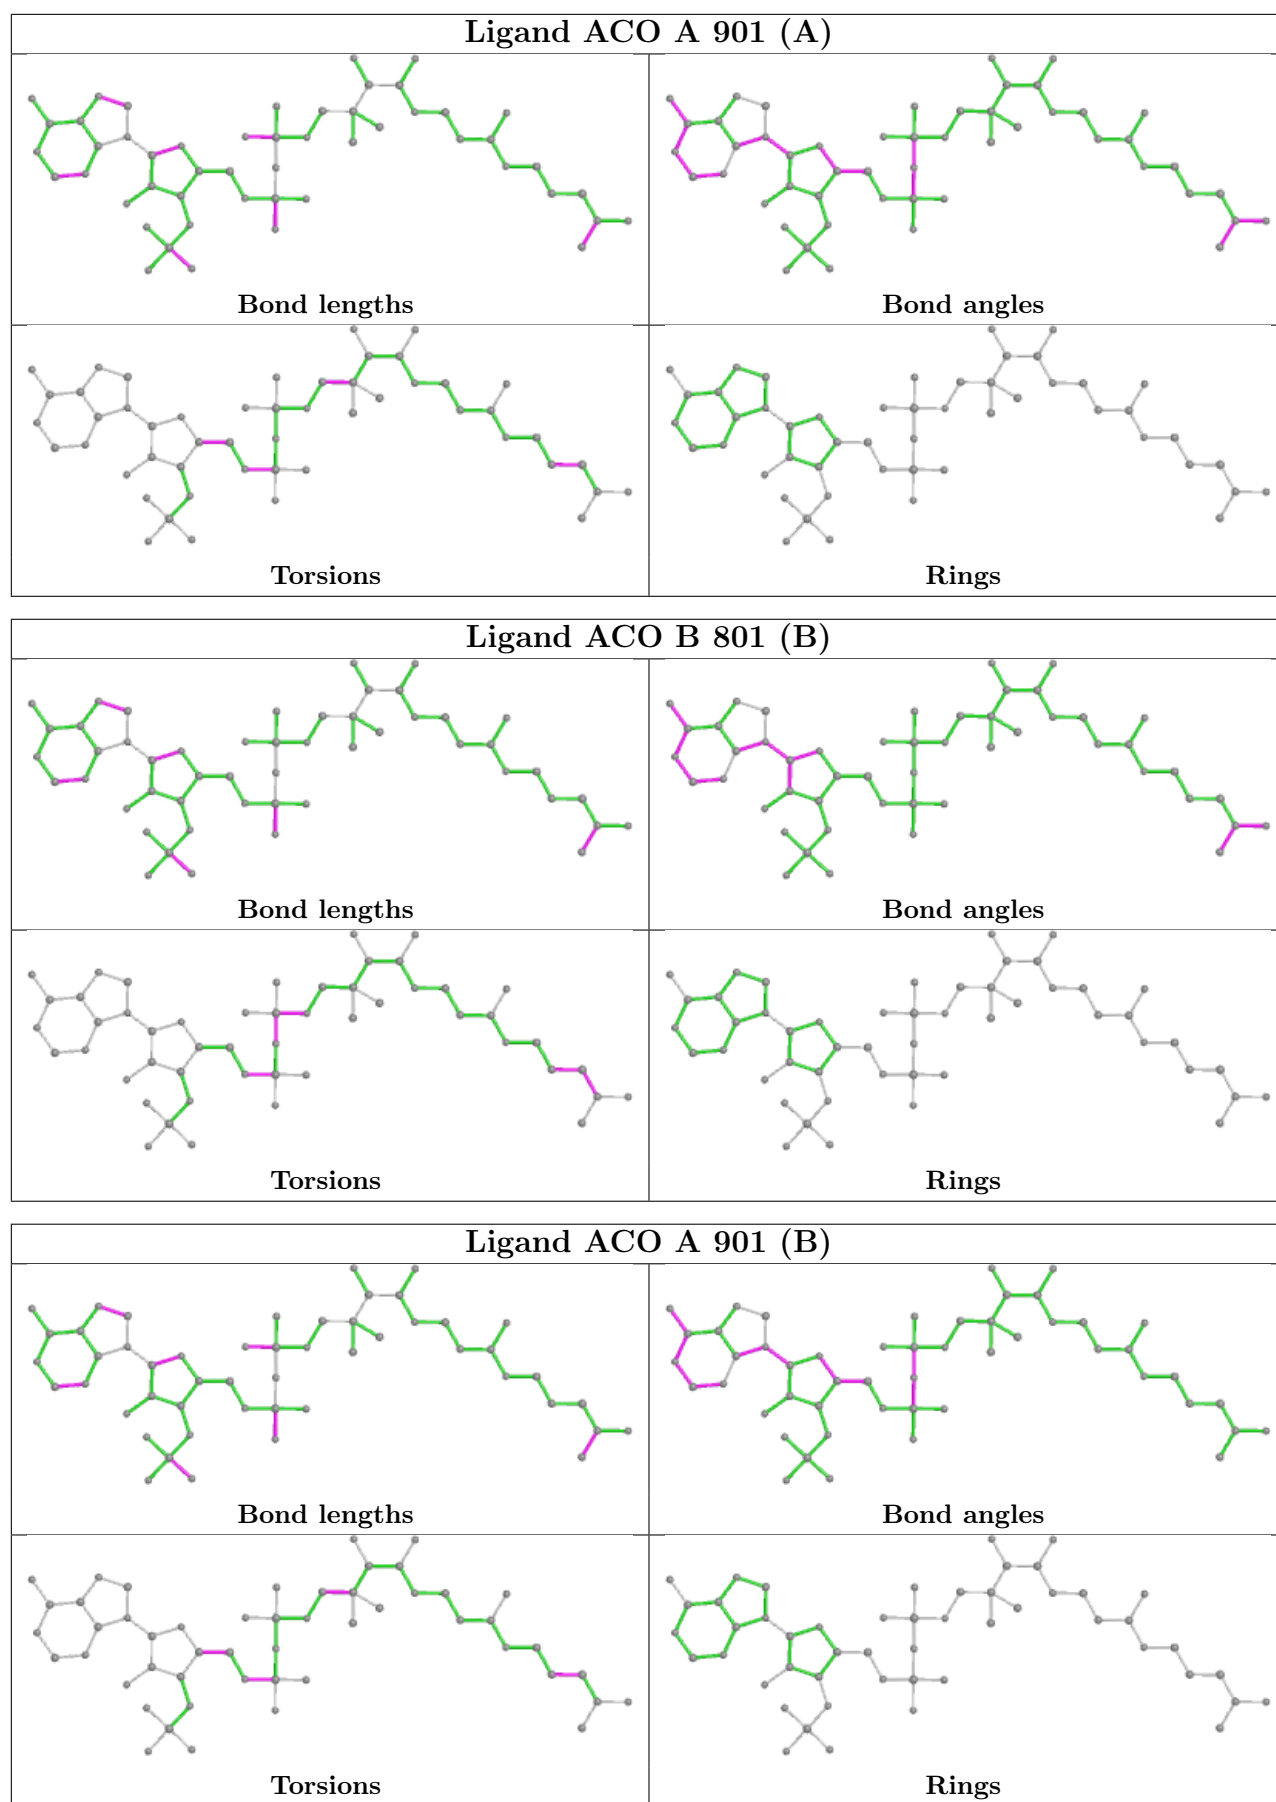 Ligand ACO A 901 (A)
Bond lengths
Bond angles
Torsions
Rings
Ligand ACO B 801 (B)
Bond lengths
Bond angles
Torsions
Rings
Ligand ACO A 901 (B)
Bond lengths
Bond angles
Torsions
Rings